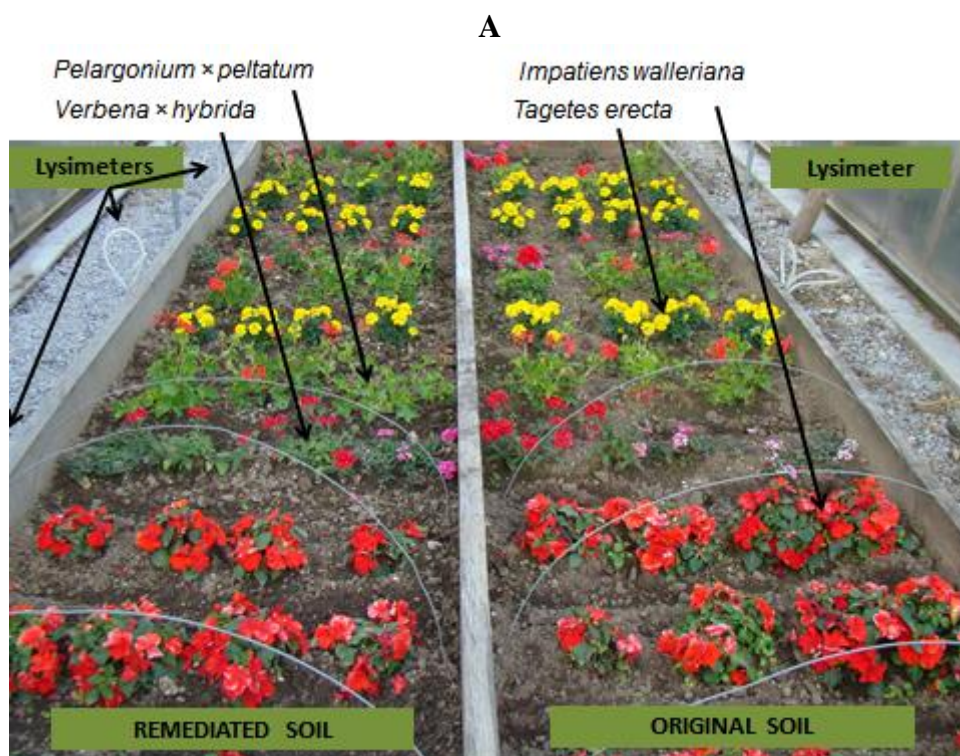 A
Pelargonium × peltatum
Verbena × hybrida
Impatiens walleriana
Tagetes erecta
Lysimeters
Lysimeter
REMEDIATED SOIL
ORIGINAL SOIL